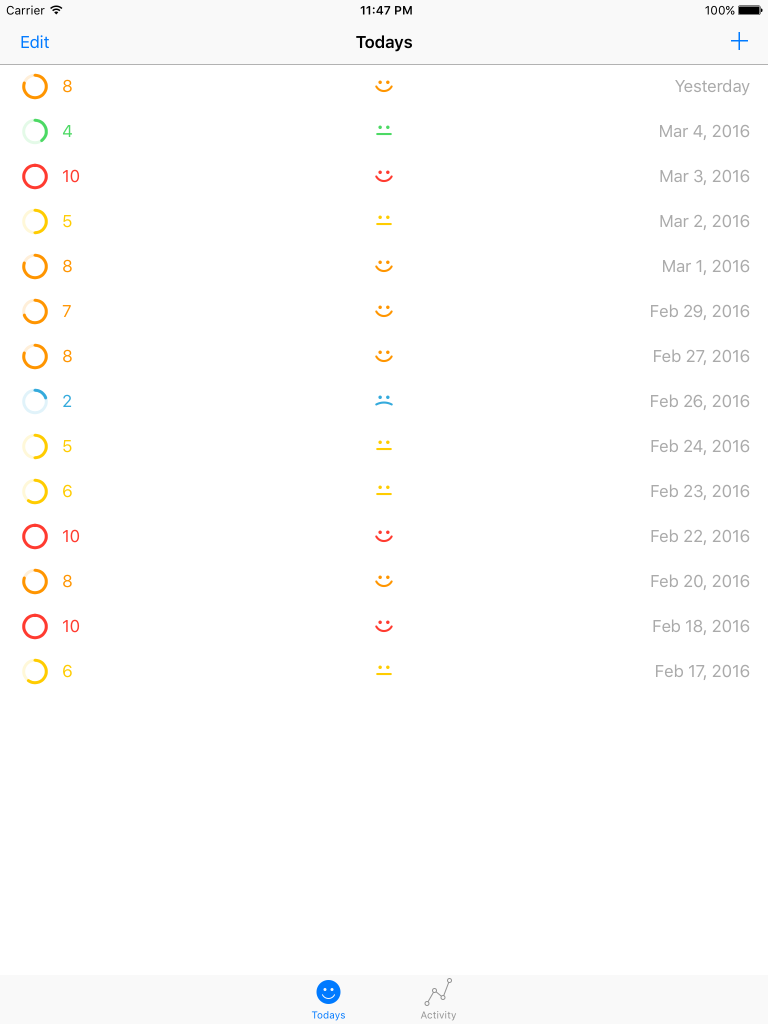 Carrier 11:47 PM 100%
Edit Todays
8 Yesterday
4 Mar 4, 2016
10 Mar 3, 2016
5 Mar 2, 2016
8 Mar 1, 2016
7 Feb 29, 2016
8 Feb 27, 2016
2 Feb 26, 2016
5 Feb 24, 2016
6 Feb 23, 2016
10 Feb 22, 2016
8 Feb 20, 2016
10 Feb 18, 2016
6 Feb 17, 2016
Todays Activity